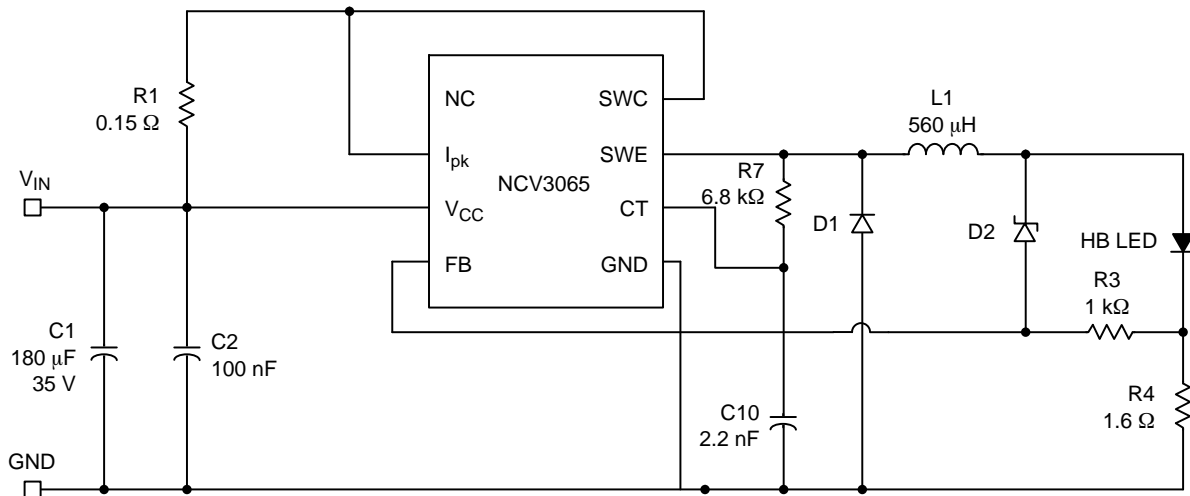 R1
0.15 Ω
V_IN
C1
180 μF
35 V
C2
100 nF
GND
NC
I_pk
V_CC
FB
NCV3065
SWC
SWE
CT
GND
R7
6.8 kΩ
C10
2.2 nF
D1
L1
560 μH
D2
HB LED
R3
1 kΩ
R4
1.6 Ω